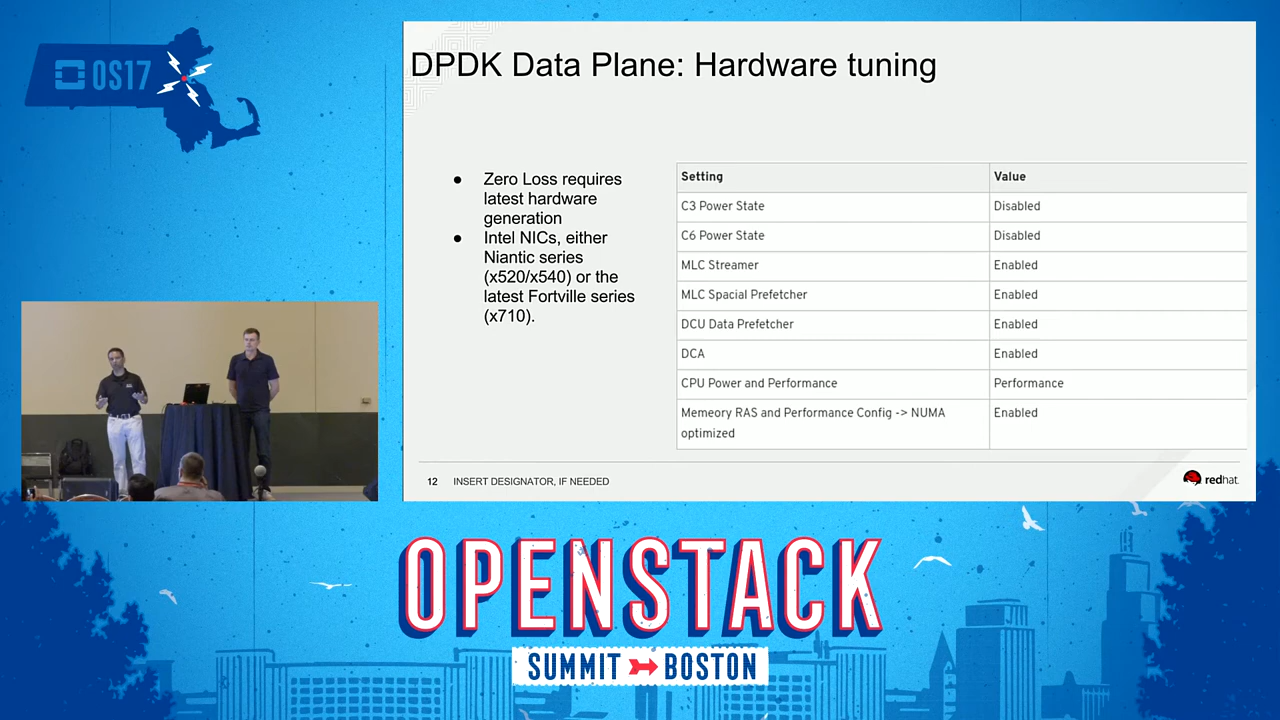 OS17
DPDK Data Plane: Hardware tuning
● Zero Loss requires
latest hardware
generation
● Intel NICs, either
Niantic series
(x520/x540) or the
latest Fortville series
(x710).
Setting Value
C3 Power State Disabled
C6 Power State Disabled
MLC Streamer Enabled
MLC Spacial Prefetcher Enabled
DCU Data Prefetcher Enabled
DCA Enabled
CPU Power and Performance Performance
Memeory RAS and Performance Config -> NUMA Enabled
optimized
12 INSERT DESIGNATOR, IF NEEDED
redhat.
OPENSTACK
SUMMIT BOSTON